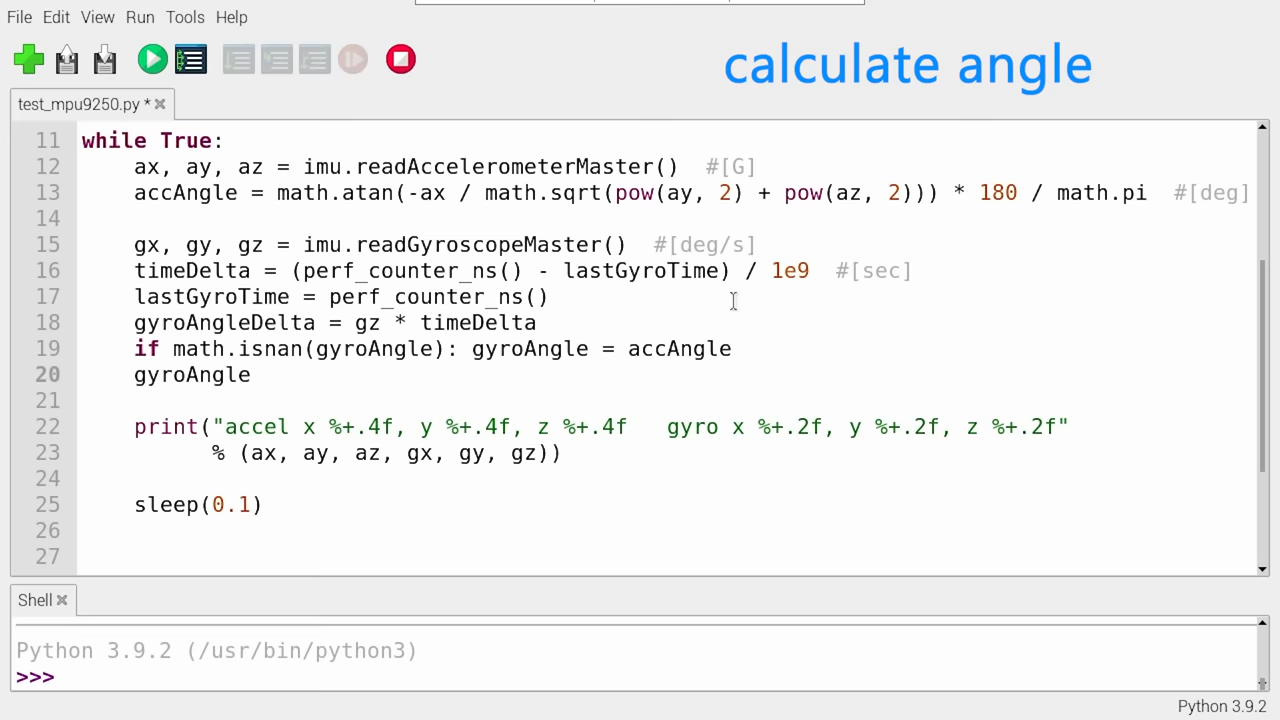 File Edit View Run Tools Help
calculate angle
test_mpu9250.py *
11 while True:
12     ax, ay, az = imu.readAccelerometerMaster()  #[G]
13     accAngle = math.atan(-ax / math.sqrt(pow(ay, 2) + pow(az, 2))) * 180 / math.pi  #[deg]
14
15     gx, gy, gz = imu.readGyroscopeMaster()  #[deg/s]
16     timeDelta = (perf_counter_ns() - lastGyroTime) / 1e9  #[sec]
17     lastGyroTime = perf_counter_ns()
18     gyroAngleDelta = gz * timeDelta
19     if math.isnan(gyroAngle): gyroAngle = accAngle
20     gyroAngle
21
22     print("accel x %+.4f, y %+.4f, z %+.4f   gyro x %+.2f, y %+.2f, z %+.2f"
23           % (ax, ay, az, gx, gy, gz))
24
25     sleep(0.1)
26
27
Shell
Python 3.9.2 (/usr/bin/python3)
>>>
Python 3.9.2